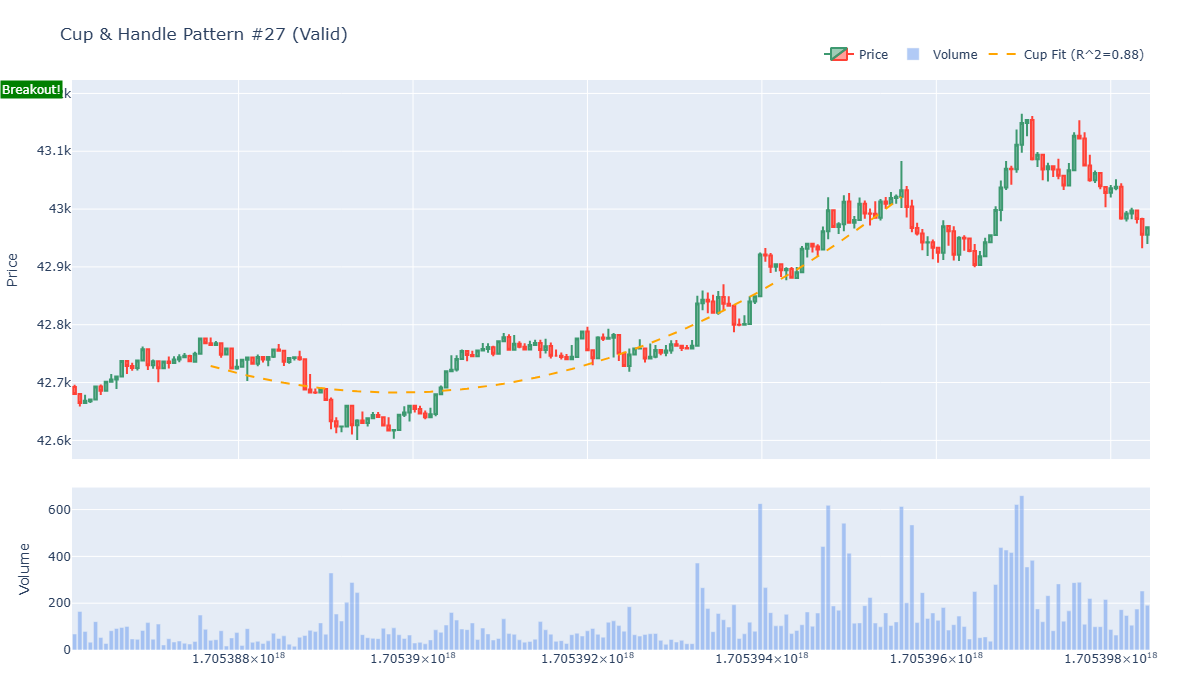 Cup & Handle Pattern #27 (Valid)
Price
Volume
Cup Fit (R^2=0.88)
Breakout!
k
43.1k
43k
42.9k
42.8k
42.7k
42.6k
Price
600
400
200
0
Volume
1.705388×10¹⁸
1.70539×10¹⁸
1.705392×10¹⁸
1.705394×10¹⁸
1.705396×10¹⁸
1.705398×10¹⁸